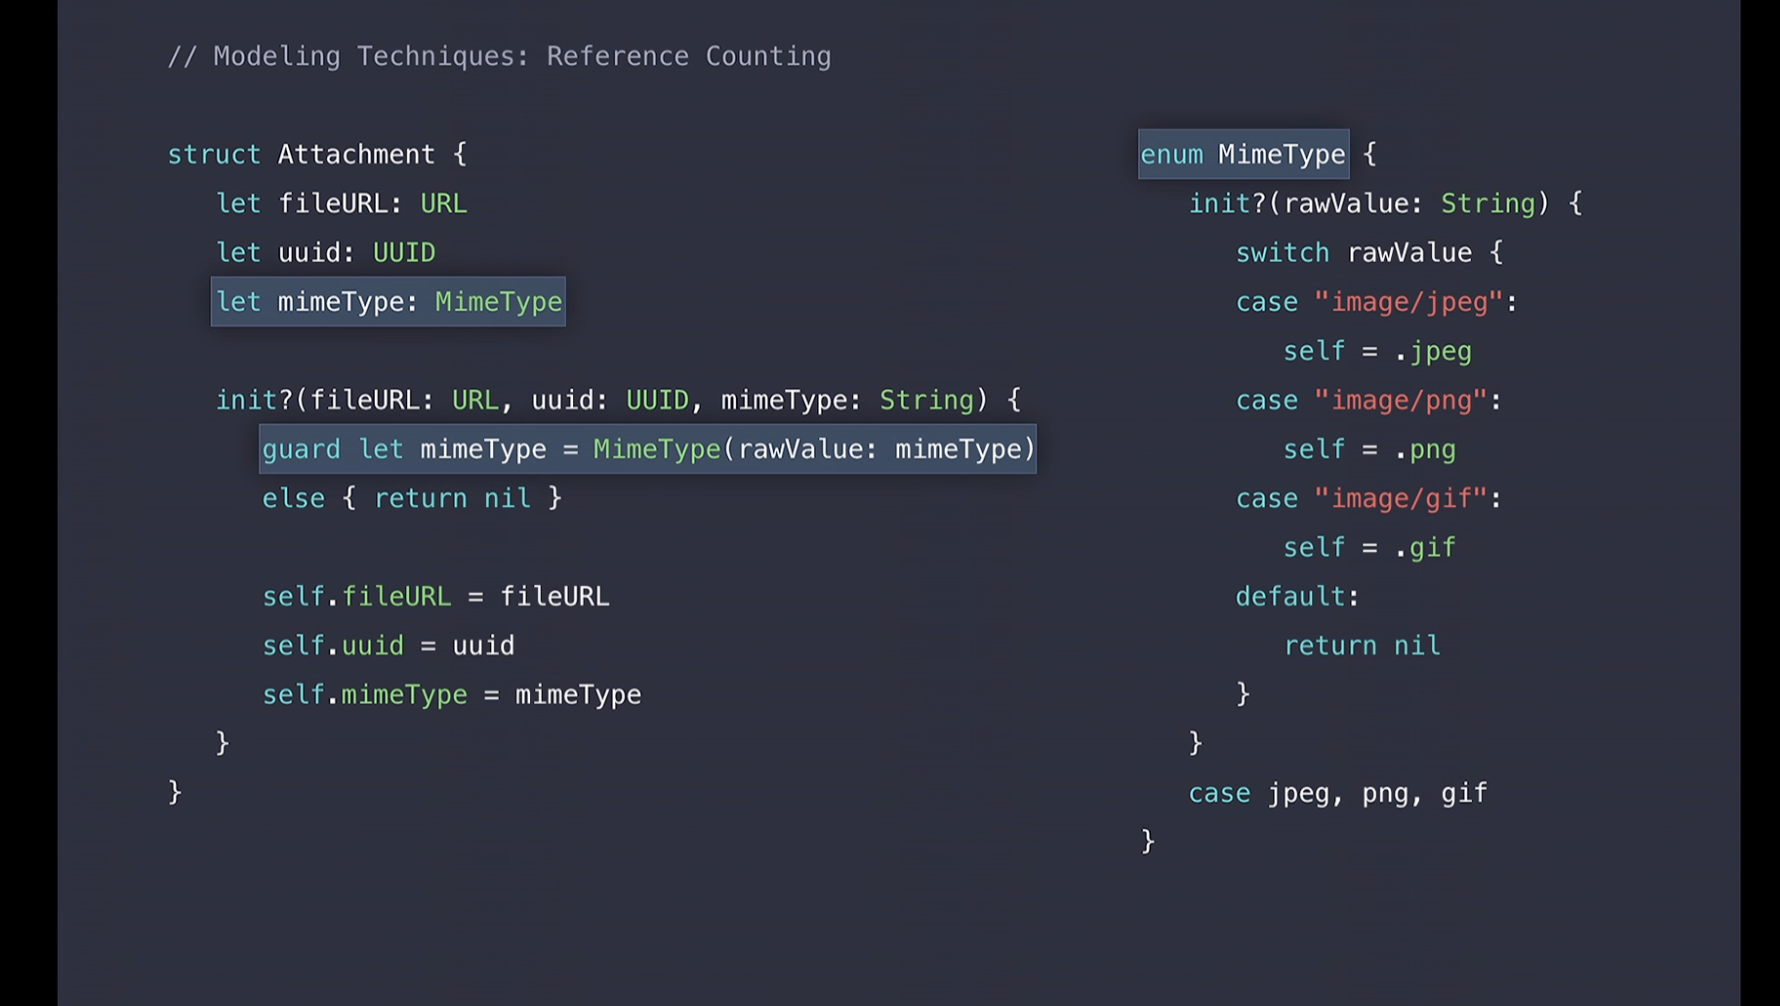 // Modeling Techniques: Reference Counting
struct Attachment {
let fileURL: URL
let uuid: UUID
let mimeType: MimeType
init?(fileURL: URL, uuid: UUID, mimeType: String) {
guard let mimeType = MimeType(rawValue: mimeType)
else { return nil }
self.fileURL = fileURL
self.uuid = uuid
self.mimeType = mimeType
}
}
enum MimeType {
init?(rawValue: String) {
switch rawValue {
case "image/jpeg":
self = .jpeg
case "image/png":
self = .png
case "image/gif":
self = .gif
default:
return nil
}
}
case jpeg, png, gif
}